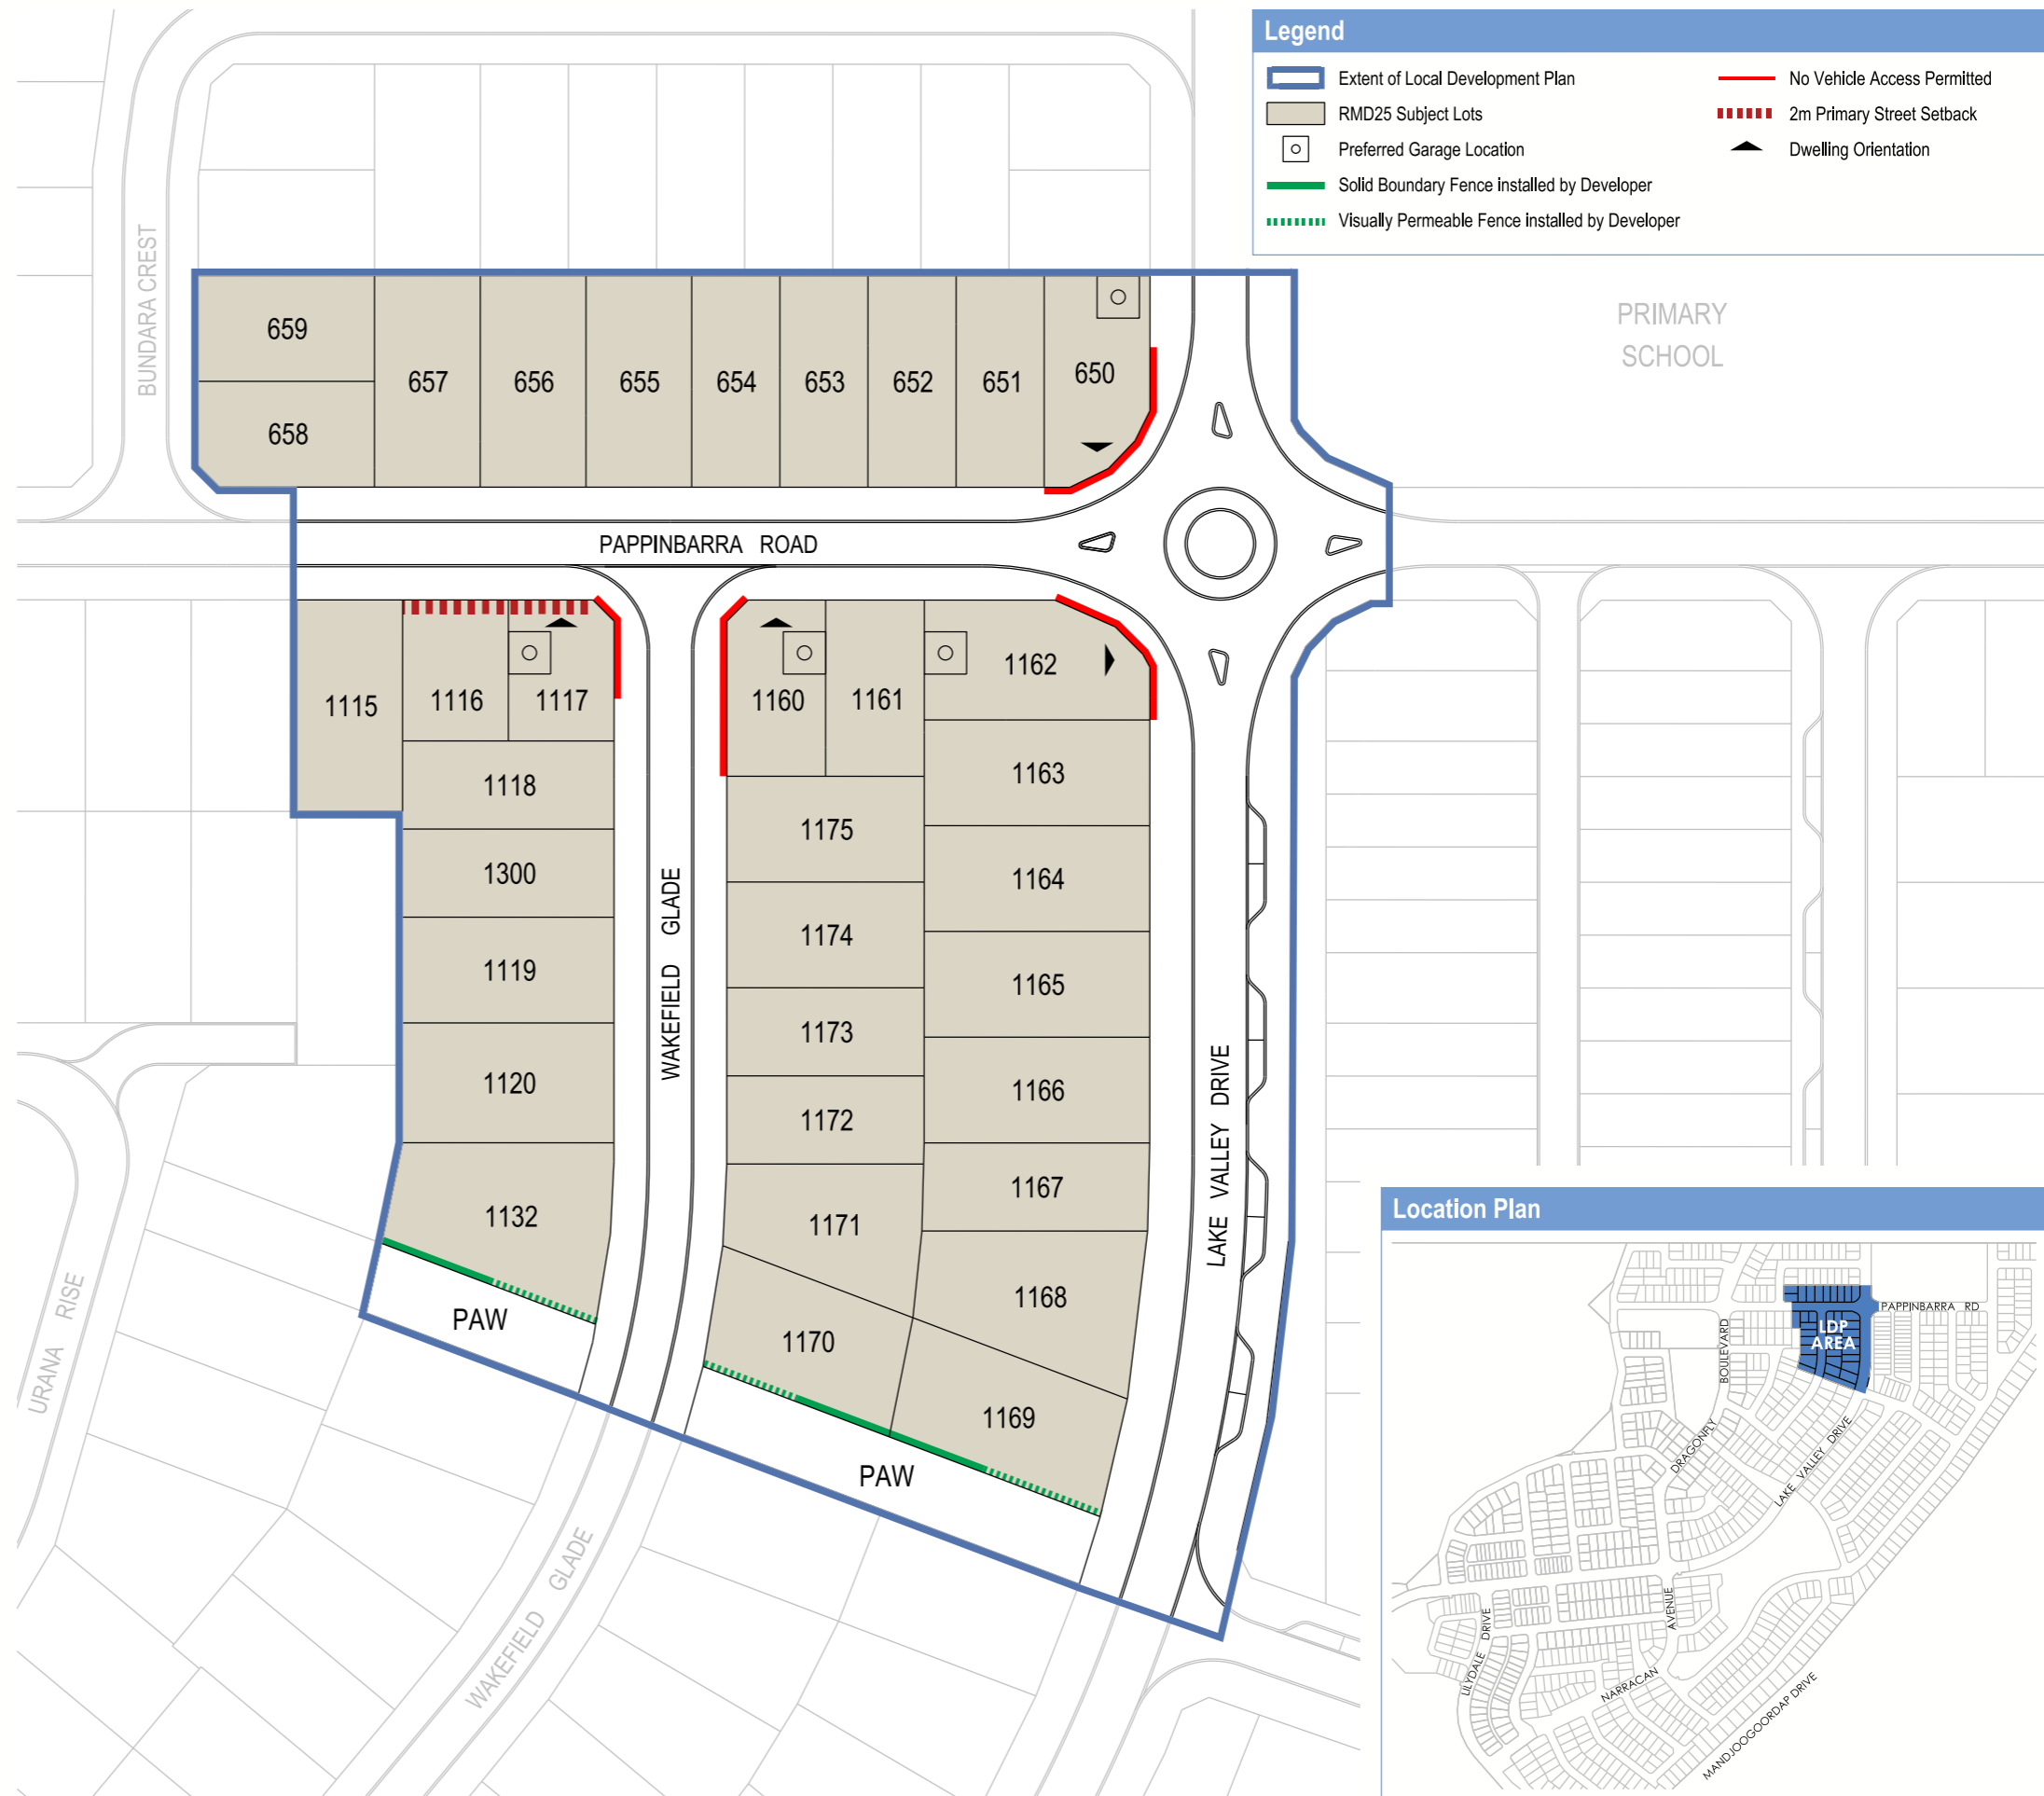 Legend
Extent of Local Development Plan
RMD25 Subject Lots
Preferred Garage Location
Solid Boundary Fence installed by Developer
Visually Permeable Fence installed by Developer
No Vehicle Access Permitted
2m Primary Street Setback
Dwelling Orientation
BUNDARA CREST
PRIMARY
SCHOOL
659
658
657
656
655
654
653
652
651
650
PAPPINBARRA ROAD
1115
1116
1117
1118
1300
1119
1120
1132
PAW
WAKEFIELD GLADE
1160
1161
1162
1175
1163
1174
1164
1173
1165
1172
1166
1171
1167
1170
1168
1169
PAW
LAKE VALLEY DRIVE
URANA RISE
WAKEFIELD GLADE
Location Plan
PAPPINBARRA RD
LDP
AREA
BOULEVARD
DRAGONFLY
LAKE VALLEY DRIVE
LILYDALE DRIVE
AVENUE
NARRACAN
MANDJOOGOORDAP DRIVE